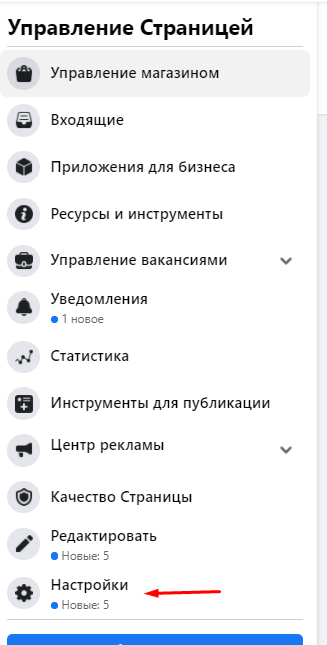 Управление Страницей
Управление магазином
Входящие
Приложения для бизнеса
Ресурсы и инструменты
Управление вакансиями
Уведомления
1 новое
Статистика
Инструменты для публикации
Центр рекламы
Качество Страницы
Редактировать
Новые: 5
Настройки
Новые: 5